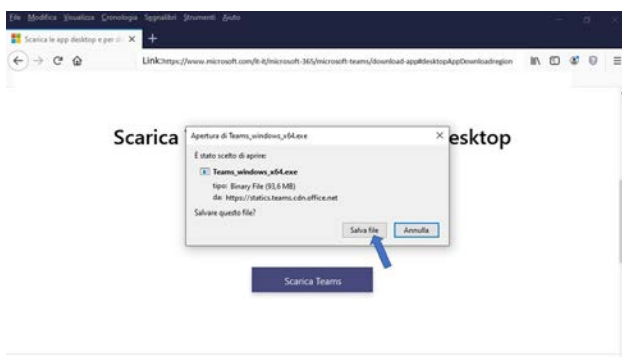 File Modifica Visualizza Cronologia Segnalibri Strumenti Aiuto
Scarica le app desktop e per di
Link:https://www.microsoft.com/it-it/microsoft-365/microsoft-teams/download-app#desktopAppDownloadregion
Scarica
esktop
Apertura di Teams_windows_x64.exe
È stato scelto di aprire:
Teams_windows_x64.exe
tipo: Binary File (93,6 MB)
da: https://statics.teams.cdn.office.net
Salvare questo file?
Salva file Annulla
Scarica Teams